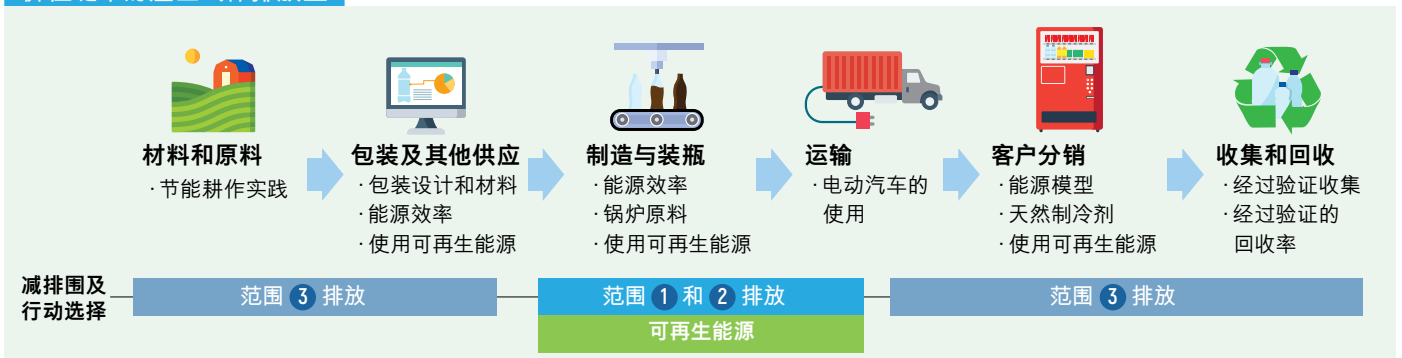 材料和原料
·节能耕作实践
包装及其他供应
·包装设计和材料
·能源效率
·使用可再生能源
制造与装瓶
·能源效率
·锅炉原料
·使用可再生能源
运输
·电动汽车的
使用
客户分销
·能源模型
·天然制冷剂
·使用可再生能源
收集和回收
·经过验证收集
·经过验证的
回收率
减排围及
行动选择
范围 3 排放
范围 1 和 2 排放
可再生能源
范围 3 排放